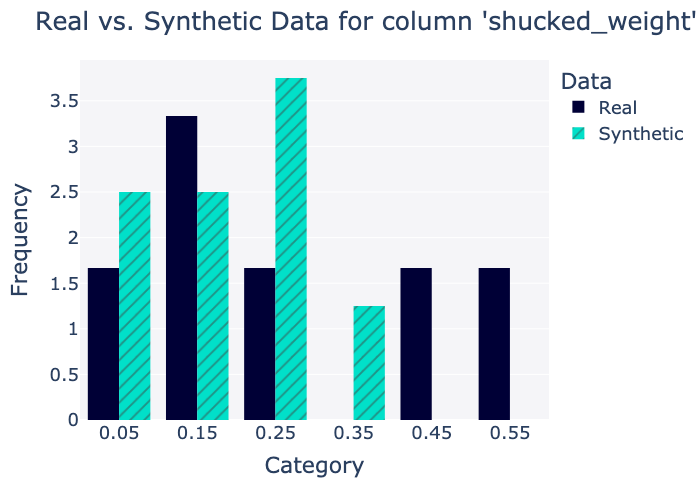 Real vs. Synthetic Data for column 'shucked_weight'
Data
Real
Synthetic
Frequency
3.5
3
2.5
2
1.5
1
0.5
0
0.05 0.15 0.25 0.35 0.45 0.55
Category